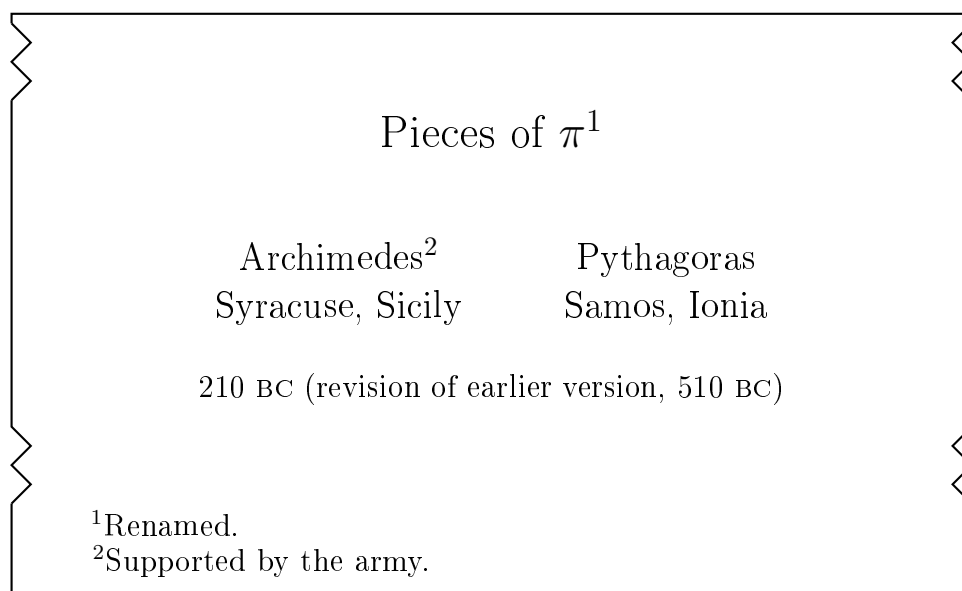 Pieces of π¹
Archimedes² Pythagoras
Syracuse, Sicily Samos, Ionia
210 BC (revision of earlier version, 510 BC)
¹Renamed.
²Supported by the army.